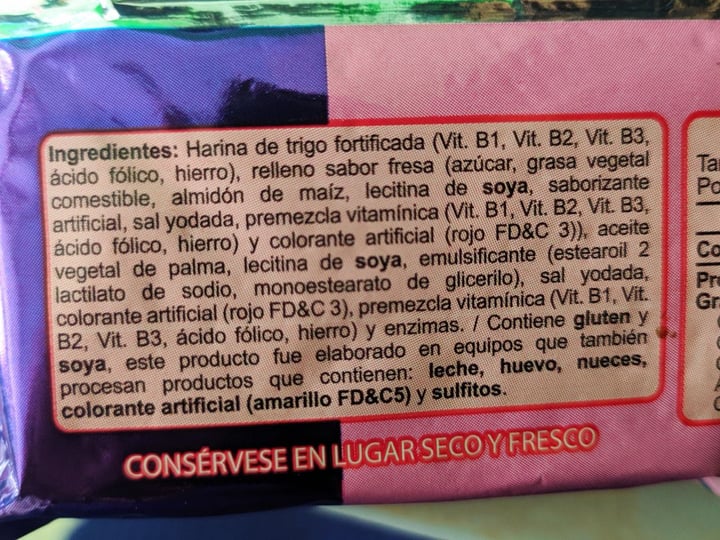 Ingredientes: Harina de trigo fortificada (Vit. B1, Vit. B2, Vit. B3,
ácido fólico, hierro), relleno sabor fresa (azúcar, grasa vegetal
comestible, almidón de maíz, lecitina de soya, saborizante
artificial, sal yodada, premezcla vitamínica (Vit. B1, Vit. B2, Vit. B3,
ácido fólico, hierro) y colorante artificial (rojo FD&C 3)), aceite
vegetal de palma, lecitina de soya, emulsificante (estearoil 2
lactilato de sodio, monoestearato de glicerilo), sal yodada,
colorante artificial (rojo FD&C 3), premezcla vitamínica (Vit. B1, Vit.
B2, Vit. B3, ácido fólico, hierro) y enzimas. / Contiene gluten y
soya, este producto fue elaborado en equipos que también
procesan productos que contienen: leche, huevo, nueces,
colorante artificial (amarillo FD&C5) y sulfitos.
CONSÉRVESE EN LUGAR SECO Y FRESCO